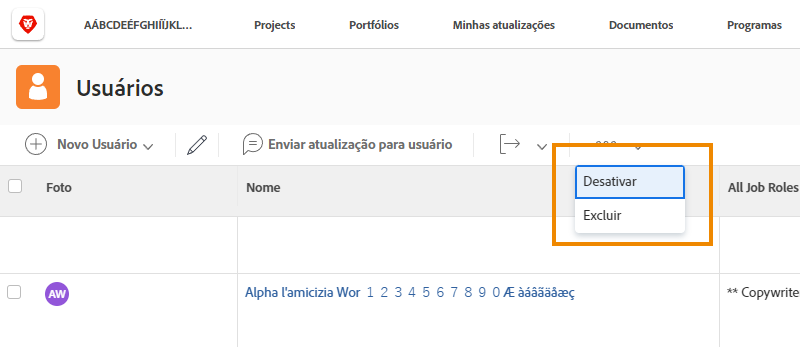 AÁBCDEÉFGHIÍÏJKL...
Projects
Portfólios
Minhas atualizações
Documentos
Programas
Usuários
Novo Usuário
Enviar atualização para usuário
Foto
Nome
All Job Roles
Desativar
Excluir
AW
Alpha l'amicizia Wor 1 2 3 4 5 6 7 8 9 0 Æ àáâãäåæç
** Copywrite